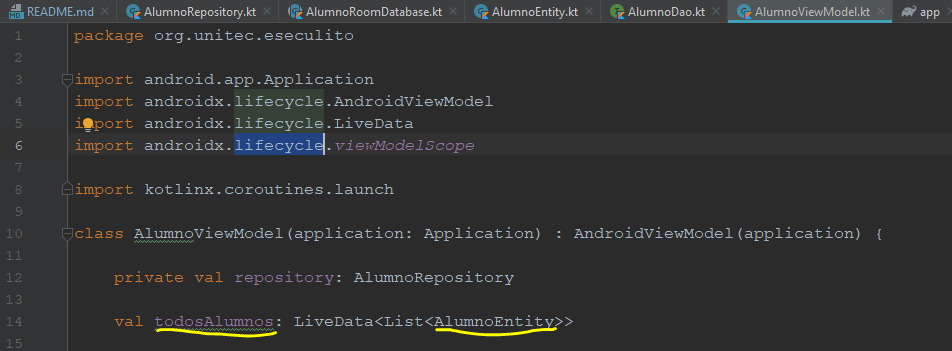 README.md AlumnoRepository.kt AlumnoRoomDatabase.kt AlumnoEntity.kt AlumnoDao.kt AlumnoViewModel.kt app
1 package org.unitec.eseculito
2
3 import android.app.Application
4 import androidx.lifecycle.AndroidViewModel
5 import androidx.lifecycle.LiveData
6 import androidx.lifecycle.viewModelScope
7
8 import kotlinx.coroutines.launch
9
10 class AlumnoViewModel(application: Application) : AndroidViewModel(application) {
11
12 private val repository: AlumnoRepository
13
14 val todosAlumnos: LiveData<List<AlumnoEntity>>
15